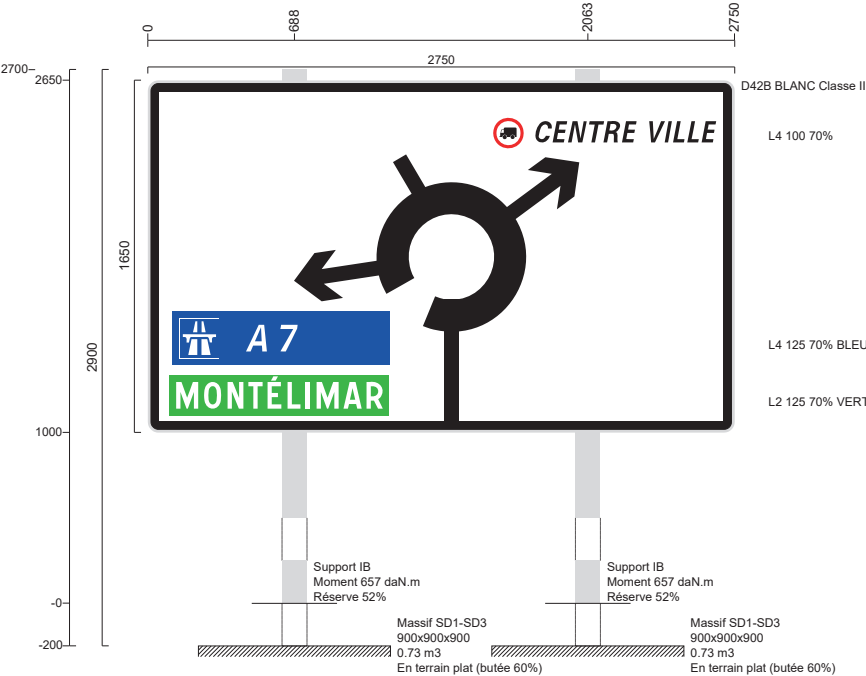 0
688
2063
2750
2750
2700
2650
D42B BLANC Classe II
CENTRE VILLE
L4 100 70%
1650
2900
A 7
L4 125 70% BLEU
MONTÉLIMAR
L2 125 70% VERT
1000
Support IB
Moment 657 daN.m
Réserve 52%
Support IB
Moment 657 daN.m
Réserve 52%
-0
-200
Massif SD1-SD3
900x900x900
0.73 m3
En terrain plat (butée 60%)
Massif SD1-SD3
900x900x900
0.73 m3
En terrain plat (butée 60%)